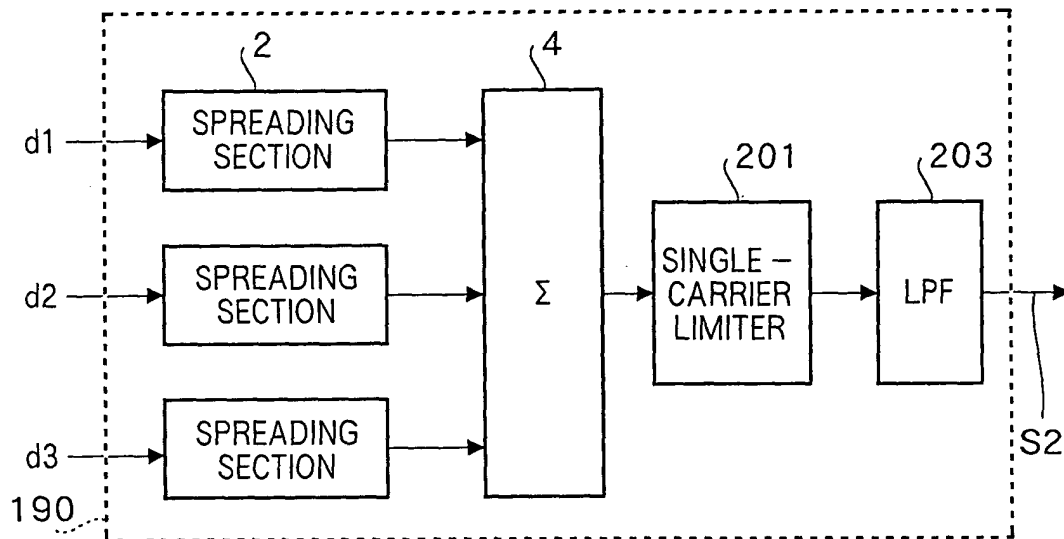 2
4
d1
SPREADING
SECTION
201
203
d2
SPREADING
SECTION
Σ
SINGLE–
CARRIER
LIMITER
LPF
d3
SPREADING
SECTION
S2
190